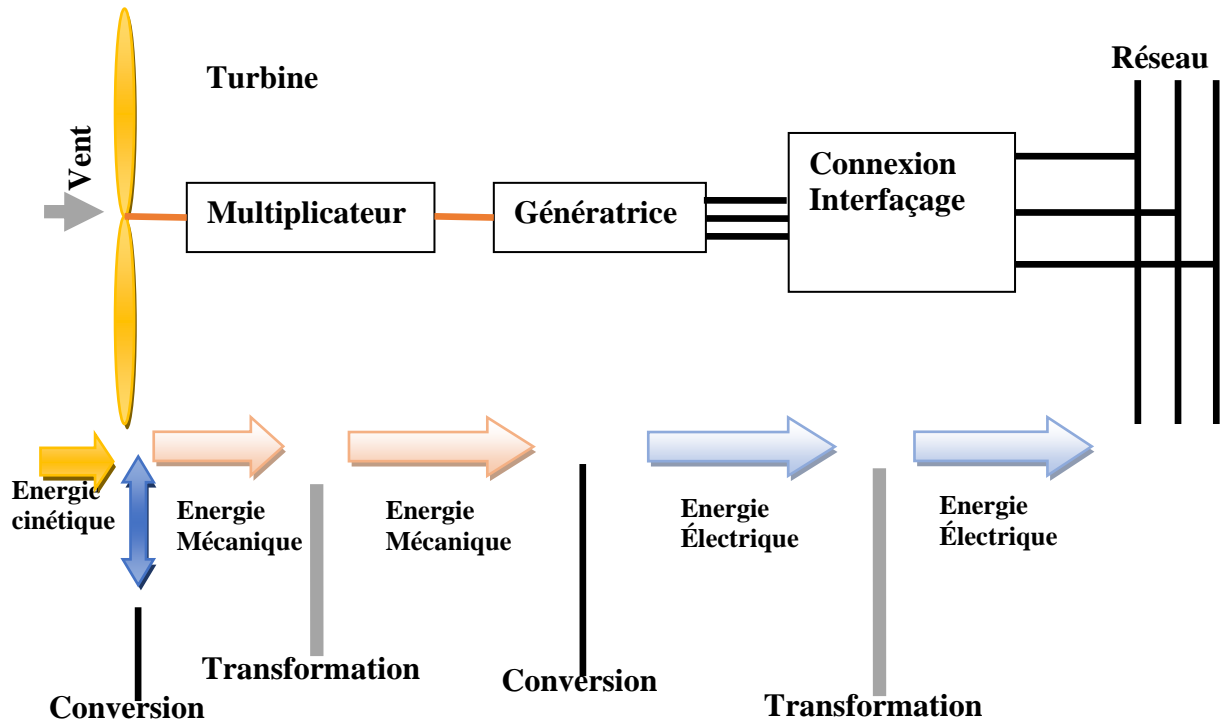 Réseau
Turbine
Vent
Connexion
Interfaçage
Multiplicateur
Génératrice
Energie
cinétique
Energie
Mécanique
Energie
Mécanique
Energie
Électrique
Energie
Électrique
Transformation
Conversion
Conversion
Transformation